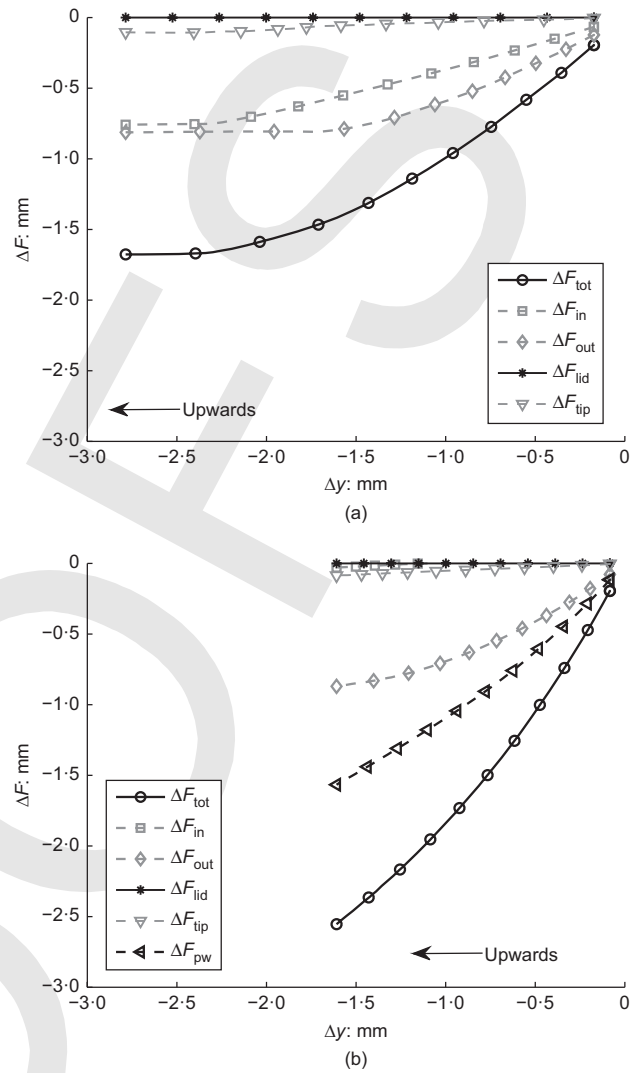 0
−0·5
−1·0
−1·5
−2·0
−2·5
−3·0
ΔF: mm
ΔF_tot
ΔF_in
ΔF_out
ΔF_lid
ΔF_tip
Upwards
−3·0 −2·5 −2·0 −1·5 −1·0 −0·5 0
Δy: mm
(a)
0
−0·5
−1·0
−1·5
−2·0
−2·5
−3·0
ΔF: mm
ΔF_tot
ΔF_in
ΔF_out
ΔF_lid
ΔF_tip
ΔF_pw
Upwards
−3·0 −2·5 −2·0 −1·5 −1·0 −0·5 0
Δy: mm
(b)